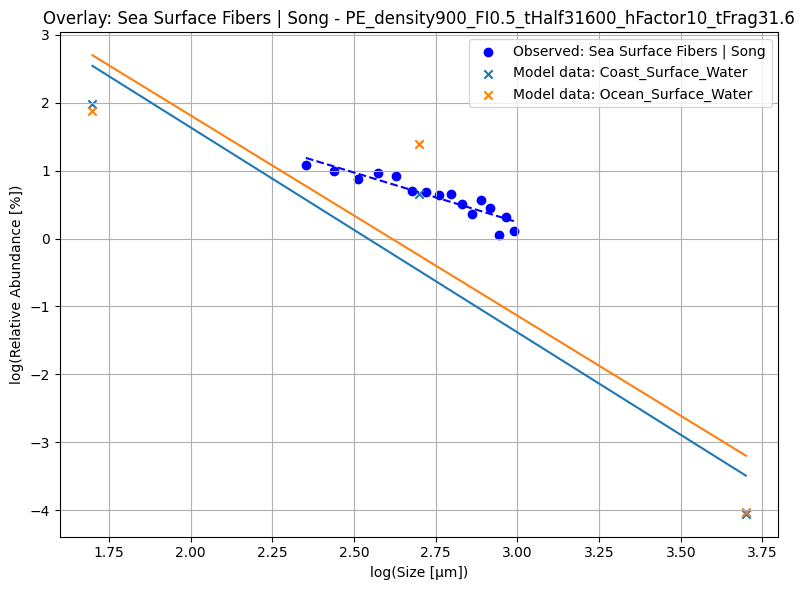 Overlay: Sea Surface Fibers | Song - PE_density900_FI0.5_tHalf31600_hFactor10_tFrag31.6
Observed: Sea Surface Fibers | Song
Model data: Coast_Surface_Water
Model data: Ocean_Surface_Water
log(Relative Abundance [%])
3
2
1
0
−1
−2
−3
−4
1.75 2.00 2.25 2.50 2.75 3.00 3.25 3.50 3.75
log(Size [μm])